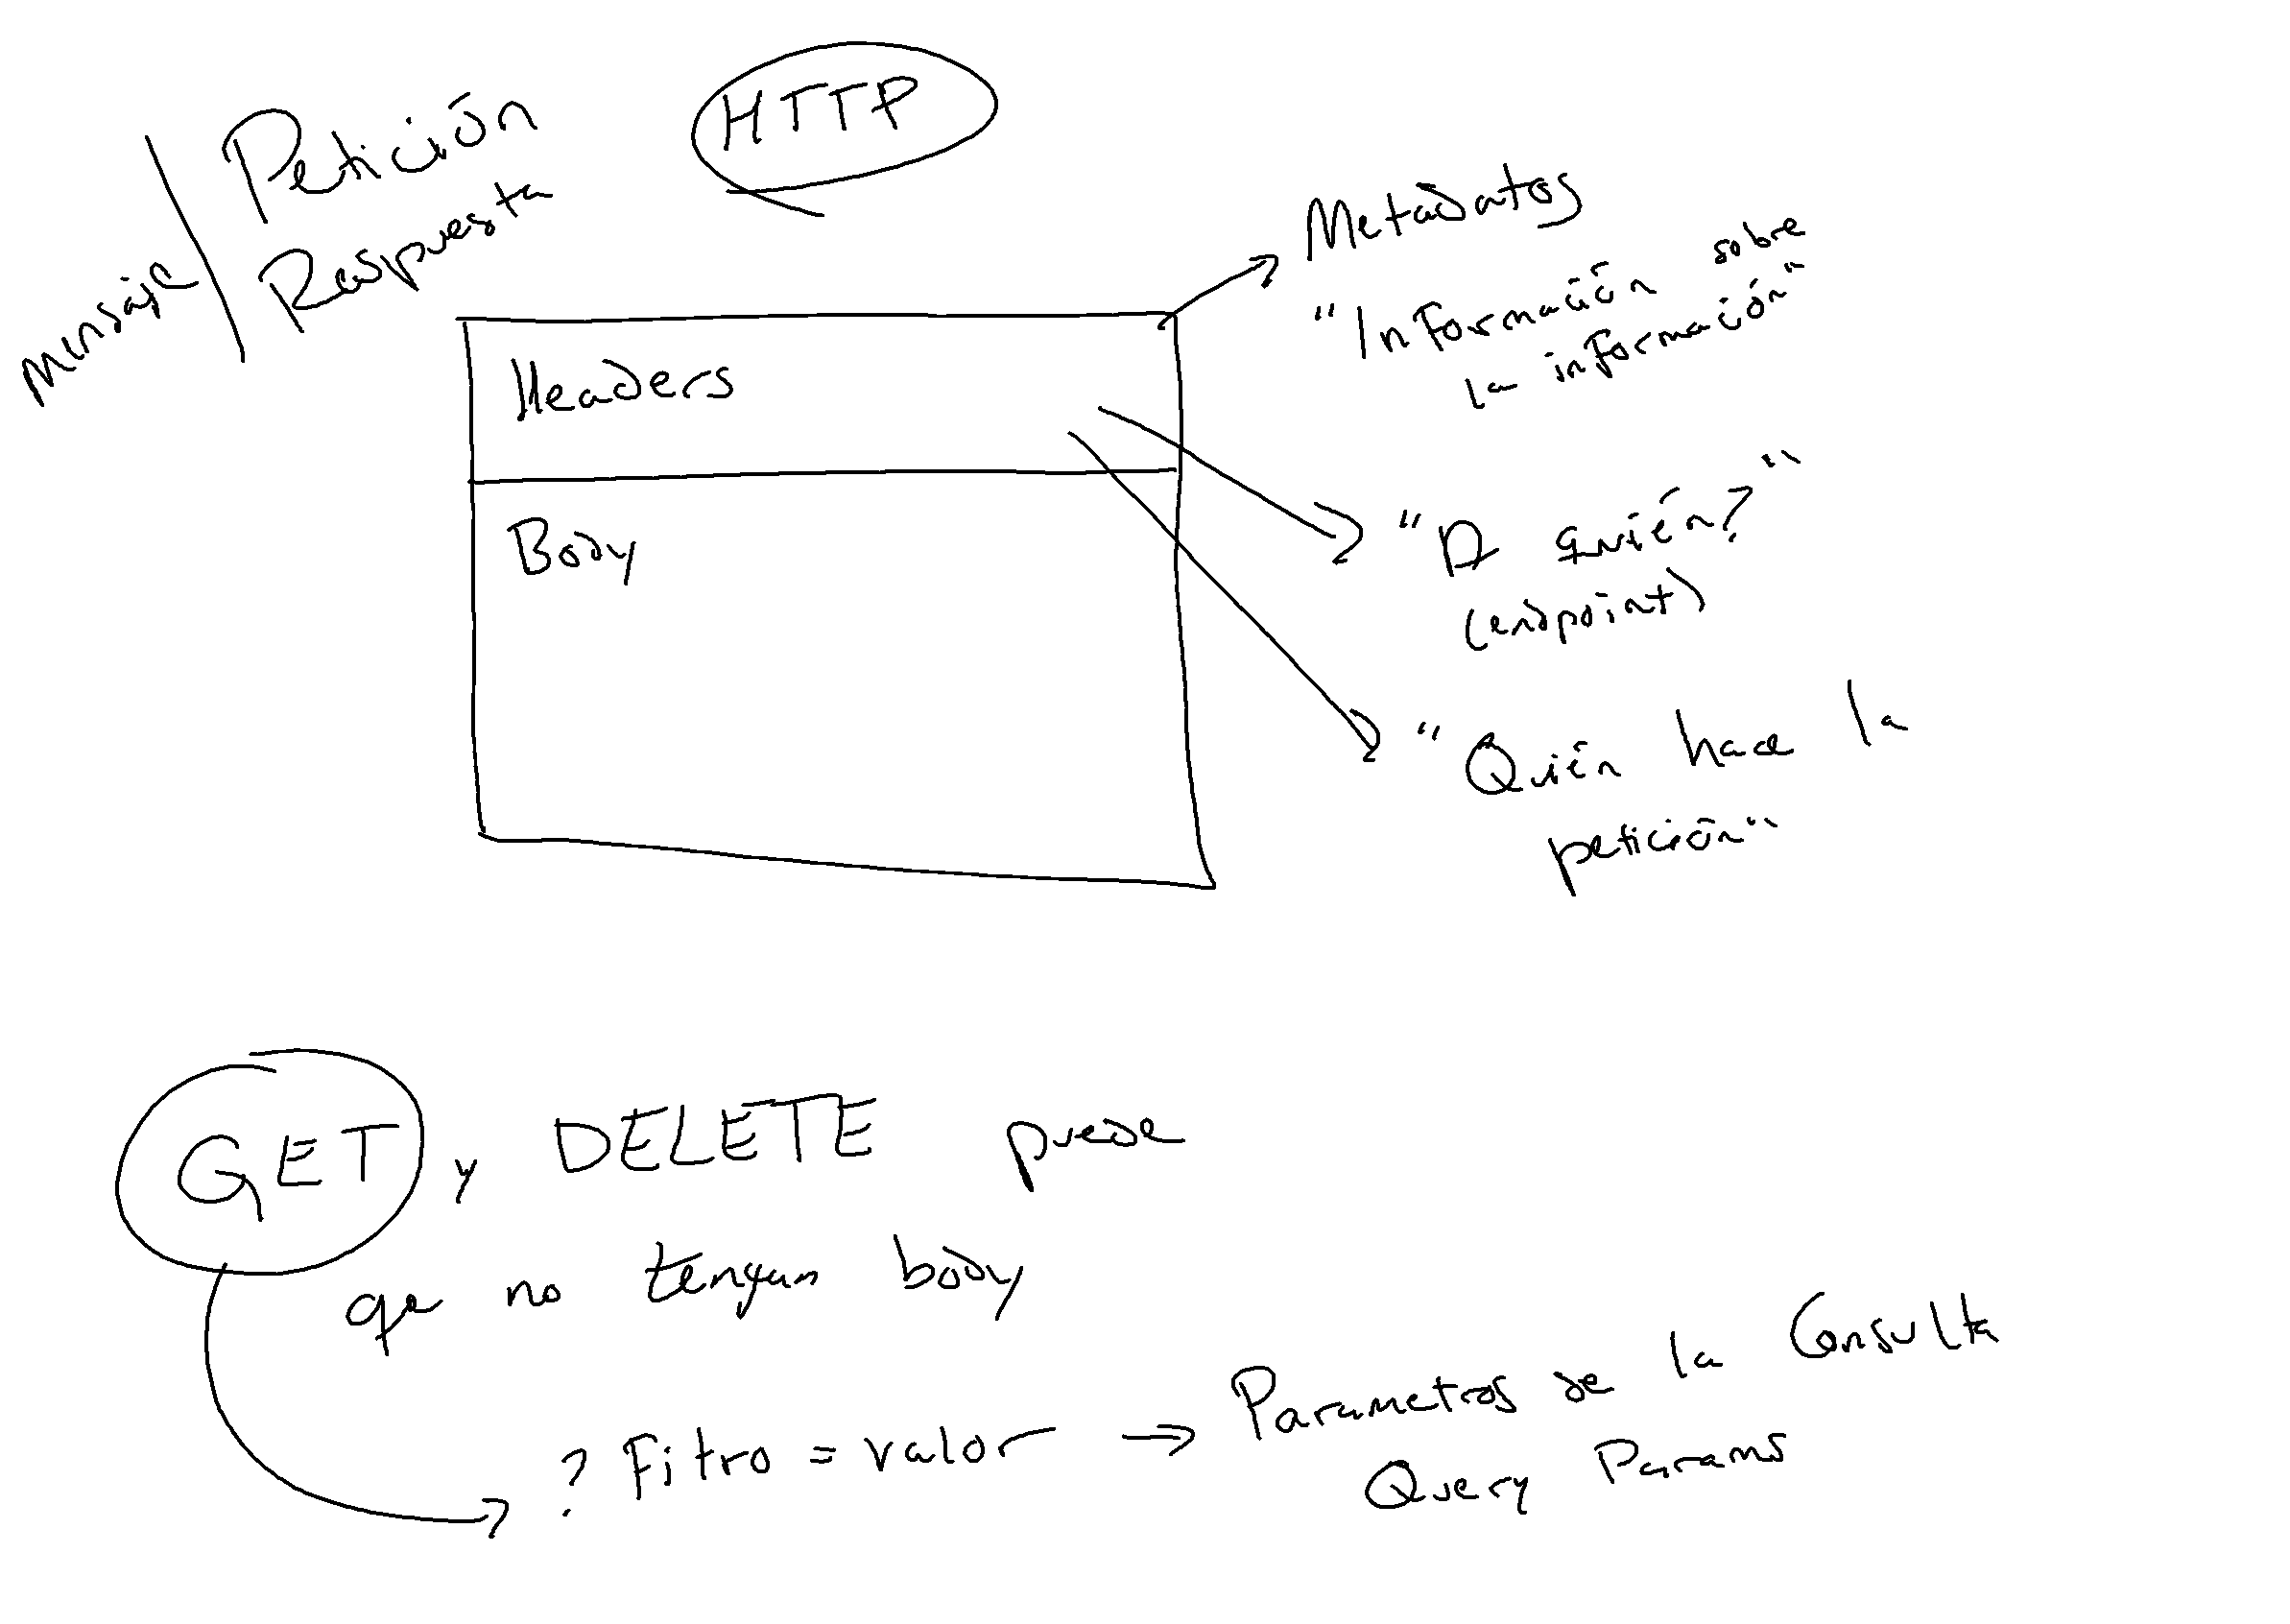 HTTP
Mensaje
Petición
Respuesta
Headers
Body
Metadatos
"Información sobre
la información"
"A quién?"
(endpoint)
"Quién hace la
petición"
GET y DELETE puede
que no tengan body
? Fitro = valor → Parametros de la Consulta
Query Params